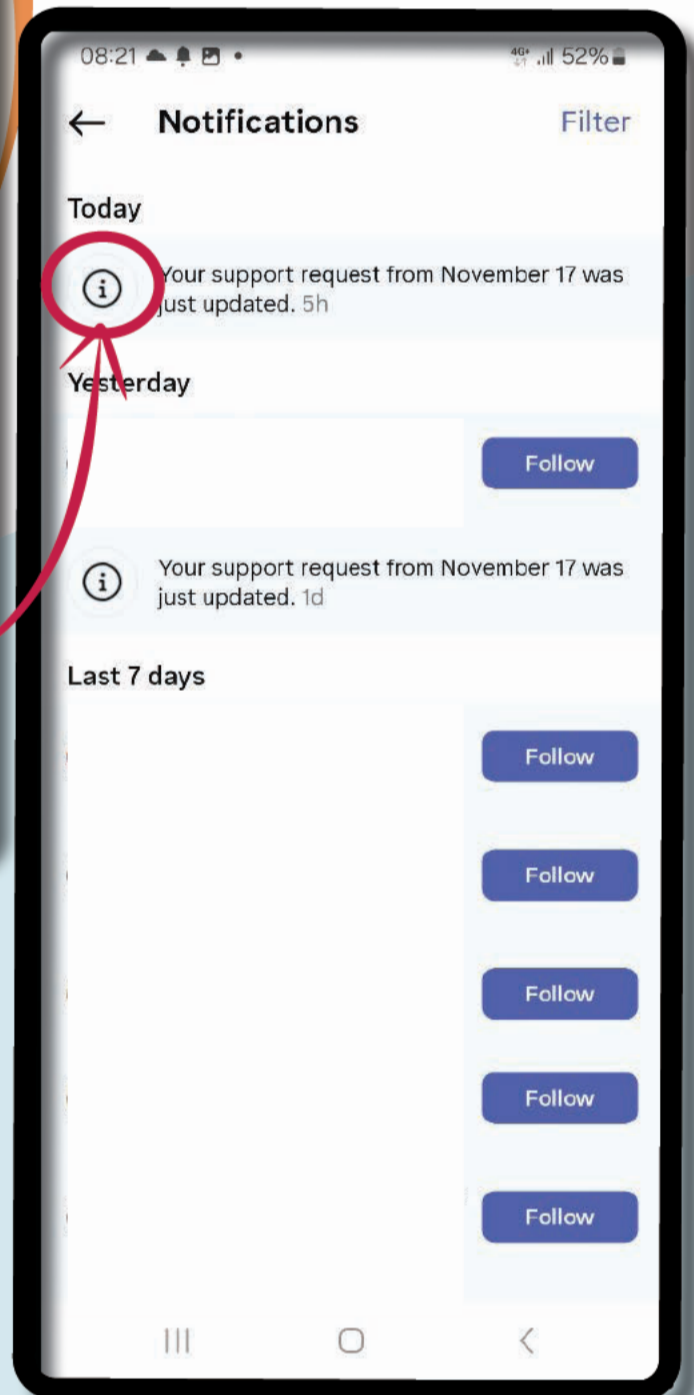 08:21
4G+ 52%
Notifications
Filter
Today
Your support request from November 17 was
just updated. 5h
Yesterday
Follow
Your support request from November 17 was
just updated. 1d
Last 7 days
Follow
Follow
Follow
Follow
Follow